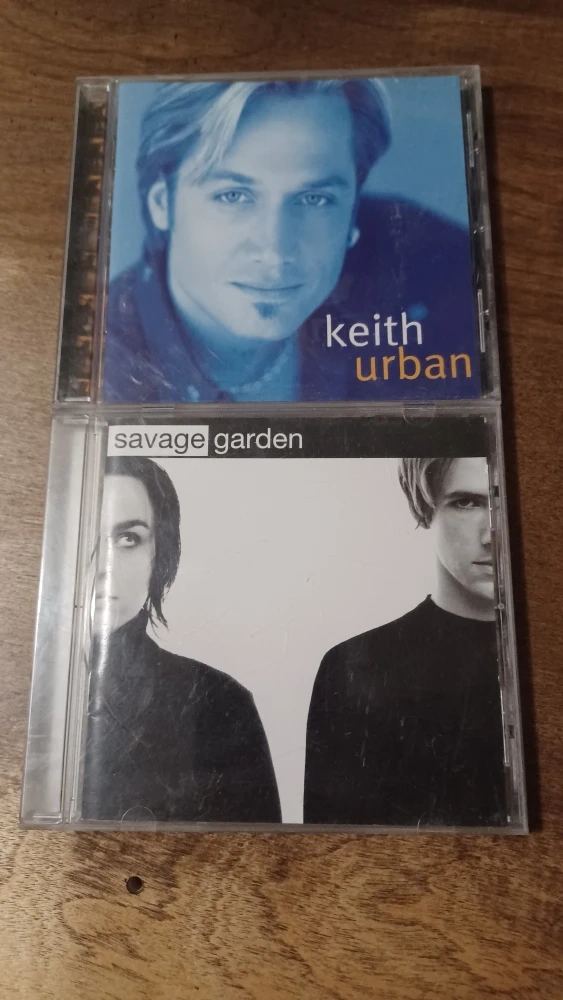 keith
urban
savage garden